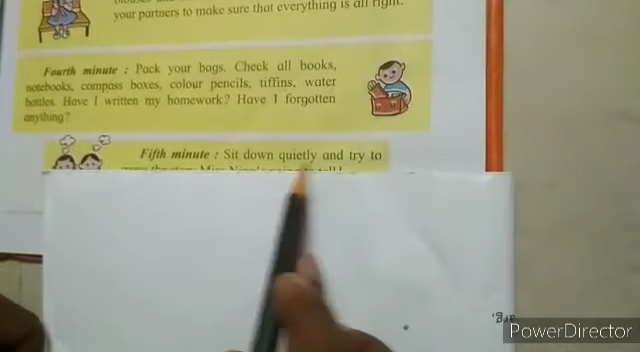 your partners to make sure that everything is all right.
Fourth minute : Pack your bags. Check all books,
notebooks, compass boxes, colour pencils, tiffins, water
bottles. Have I written my homework? Have I forgotten
anything?
Fifth minute : Sit down quietly and try to
PowerDirector